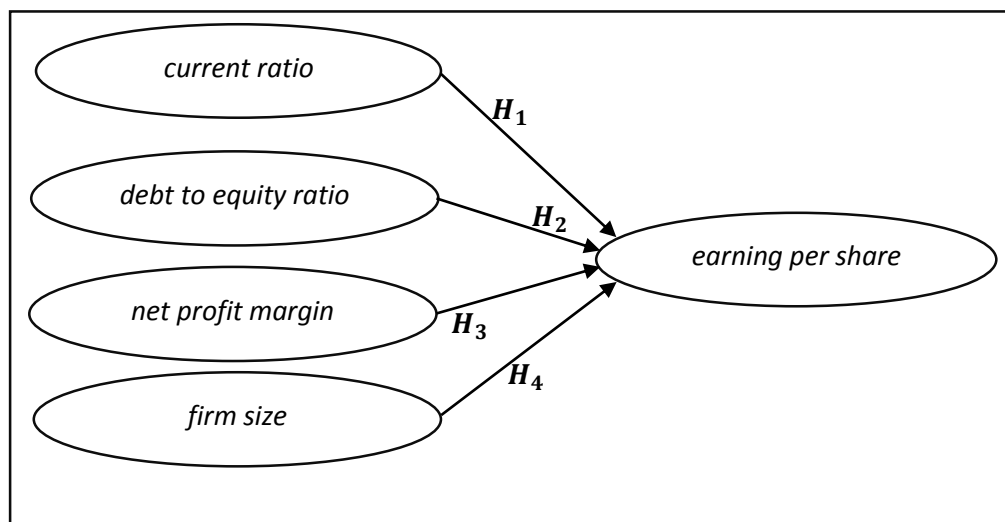 current ratio
H₁
debt to equity ratio
H₂
earning per share
net profit margin
H₃
H₄
firm size